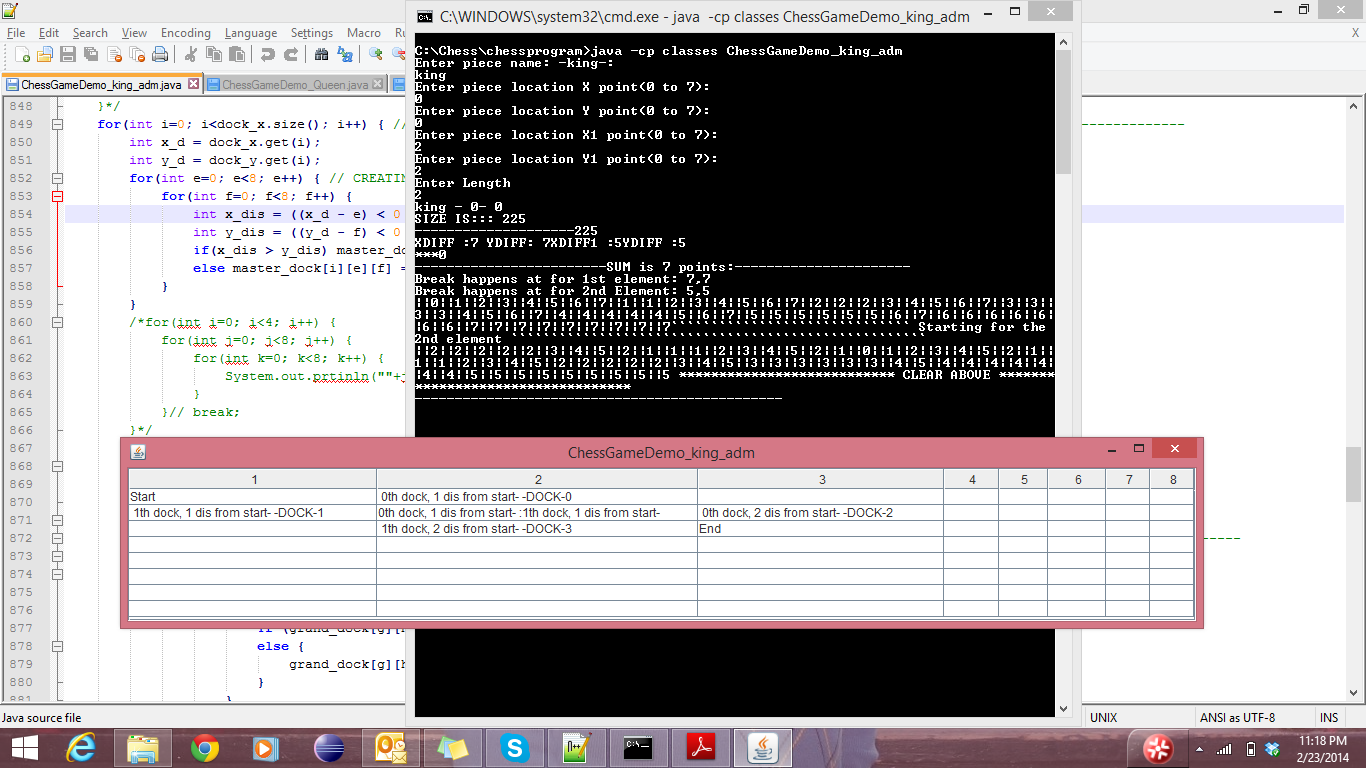 C:\WINDOWS\system32\cmd.exe - java  -cp classes ChessGameDemo_king_adm
File Edit Search View Encoding Language Settings Macro
X
ChessGameDemo_king_adm.java
ChessGameDemo_Queen.java
848 }*/
849 for(int i=0; i<dock_x.size(); i++) { //
850 int x_d = dock_x.get(i);
851 int y_d = dock_y.get(i);
852 for(int e=0; e<8; e++) { // CREATIN
853 for(int f=0; f<8; f++) {
854 int x_dis = ((x_d - e) < 0
855 int y_dis = ((y_d - f) < 0
856 if(x_dis > y_dis) master_do
857 else master_dock[i][e][f] =
858 }
859 }
860 /*for(int i=0; i<4; i++) {
861 for(int j=0; j<8; j++) {
862 for(int k=0; k<8; k++) {
863 System.out.prtinln(""+j
864 }
865 }// break;
866 }*/
867
868
869
870
871
872
873
874
875
876
877 if (grand_dock[g][h
878 else {
879 grand_dock[g][h
880 }
881 }
C:\Chess\chessprogram>java -cp classes ChessGameDemo_king_adm
Enter piece name: -king-:
king
Enter piece location X point(0 to 7):
0
Enter piece location Y point(0 to 7):
0
Enter piece location X1 point(0 to 7):
2
Enter piece location Y1 point(0 to 7):
2
Enter Length
2
king - 0- 0
SIZE IS::: 225
--------------------225
XDIFF :7 YDIFF: 7XDIFF1 :5YDIFF :5
***0
------------------------SUM is 7 points:----------------------
Break happens at for 1st element: 7,7
Break happens at for 2nd Element: 5,5
Starting for the
2nd element
*************************** CLEAR ABOVE *******
***************************
----------------------------------------------
ChessGameDemo_king_adm
1 2 3 4 5 6 7 8
Start 0th dock, 1 dis from start- -DOCK-0
1th dock, 1 dis from start- -DOCK-1 0th dock, 1 dis from start- :1th dock, 1 dis from start- 0th dock, 2 dis from start- -DOCK-2
1th dock, 2 dis from start- -DOCK-3 End
Java source file
UNIX ANSI as UTF-8 INS
11:18 PM
2/23/2014